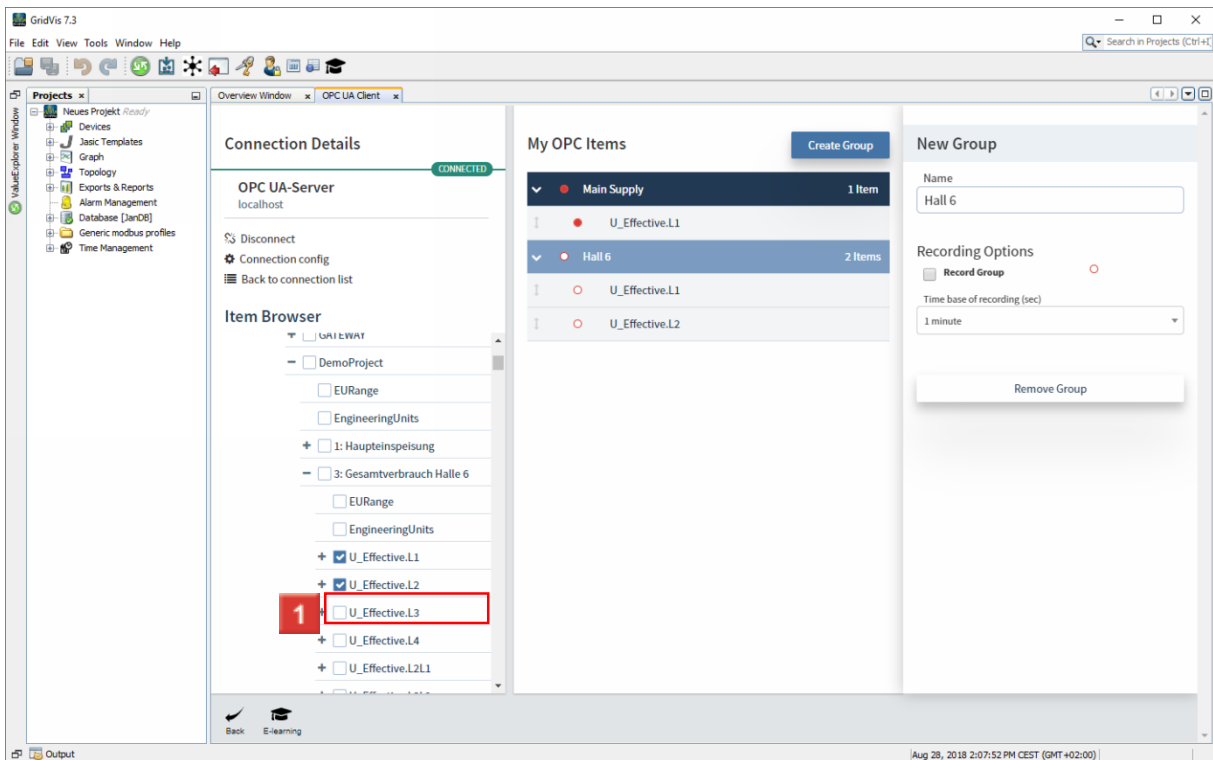 GridVis 7.3
File Edit View Tools Window Help
Search in Projects (Ctrl+I
ValueExplorer Window
Projects
Neues Projekt Ready
Devices
Jasic Templates
Graph
Topology
Exports & Reports
Alarm Management
Database [JanDB]
Generic modbus profiles
Time Management
Overview Window
OPC UA Client
Connection Details
CONNECTED
OPC UA-Server
localhost
Disconnect
Connection config
Back to connection list
Item Browser
GATEWAY
DemoProject
EURange
EngineeringUnits
1: Haupteinspeisung
3: Gesamtverbrauch Halle 6
EURange
EngineeringUnits
U_Effective.L1
U_Effective.L2
1
U_Effective.L3
U_Effective.L4
U_Effective.L2L1
My OPC Items
Create Group
Main Supply 1 Item
U_Effective.L1
Hall 6 2 Items
U_Effective.L1
U_Effective.L2
New Group
Name
Hall 6
Recording Options
Record Group
Time base of recording (sec)
1 minute
Remove Group
Back E-learning
Output
Aug 28, 2018 2:07:52 PM CEST (GMT+02:00)